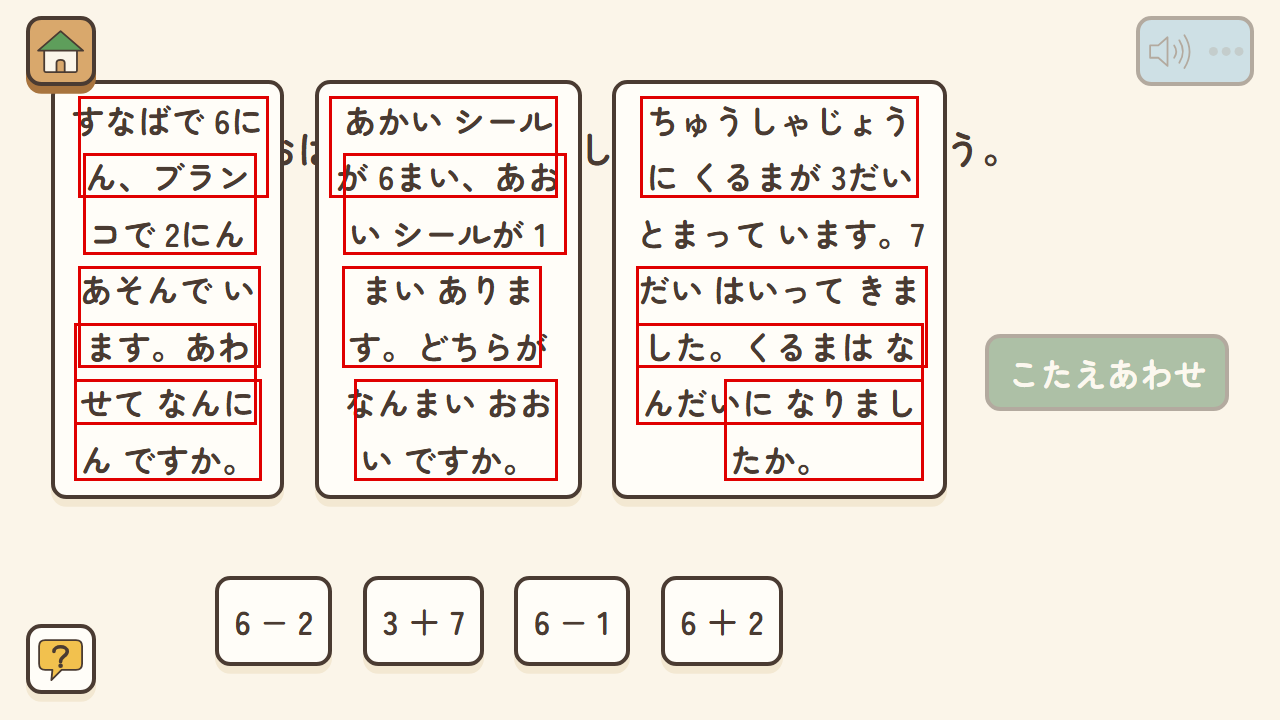 すなばで 6に
ん、ブラン
コで 2にん
あそんで い
ます。あわ
せて なんに
ん ですか。
あかい シール
が 6まい、あお
い シールが 1
まい ありま
す。どちらが
なんまい おお
い ですか。
ちゅうしゃじょう
に くるまが 3だい
とまって います。7
だい はいって きま
した。くるまは な
んだいに なりまし
たか。
う。
こたえあわせ
6 − 2
3 + 7
6 − 1
6 + 2
?